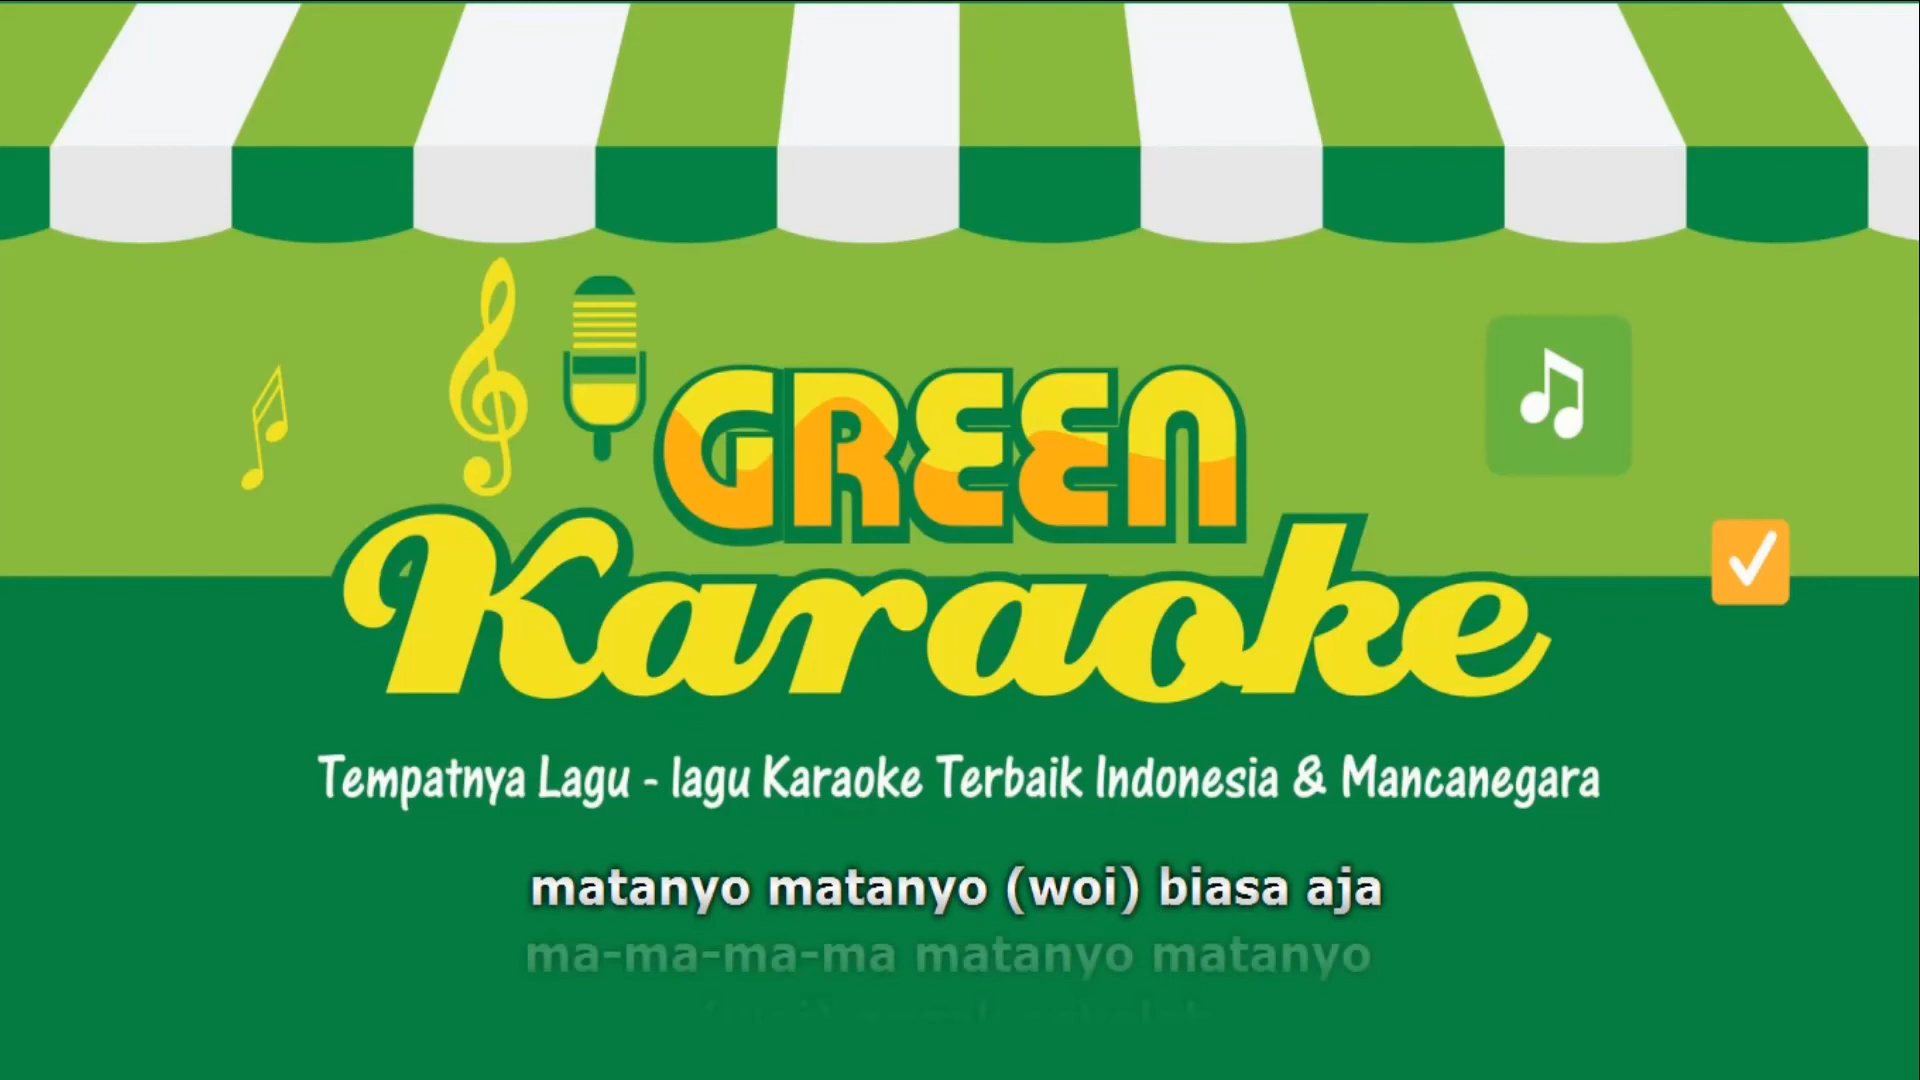 GREEN
Karaoke
Tempatnya Lagu - lagu Karaoke Terbaik Indonesia & Mancanegara
matanyo matanyo (woi) biasa aja
ma-ma-ma-ma matanyo matanyo